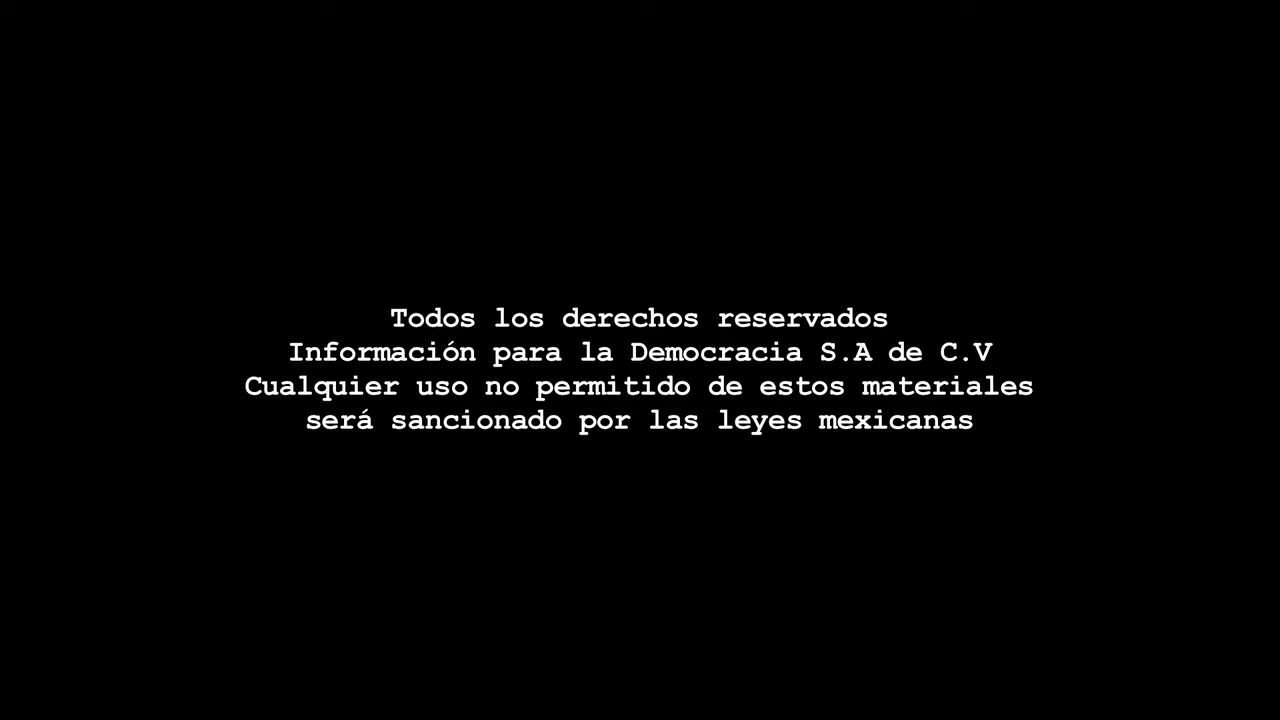 Todos los derechos reservados
Información para la Democracia S.A de C.V
Cualquier uso no permitido de estos materiales
será sancionado por las leyes mexicanas